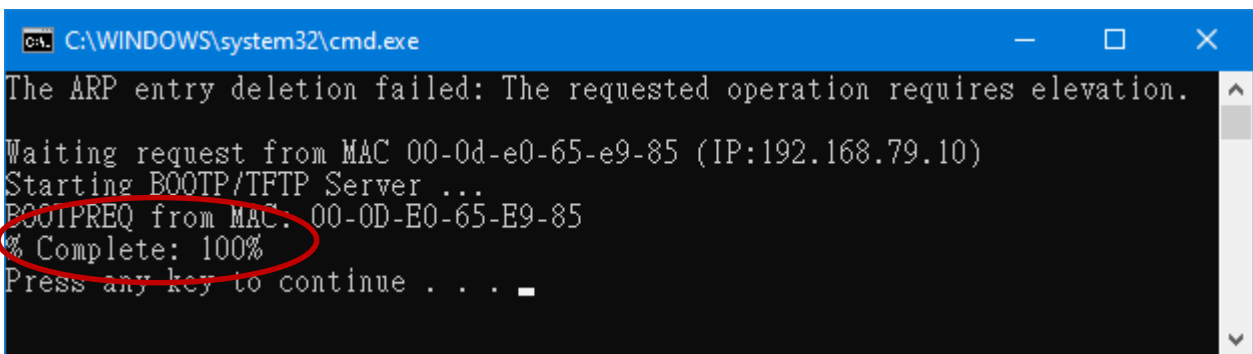 C:\WINDOWS\system32\cmd.exe
The ARP entry deletion failed: The requested operation requires elevation.
Waiting request from MAC 00-0d-e0-65-e9-85 (IP:192.168.79.10)
Starting BOOTP/TFTP Server ...
BOOTPREQ from MAC: 00-0D-E0-65-E9-85
% Complete: 100%
Press any key to continue . . .